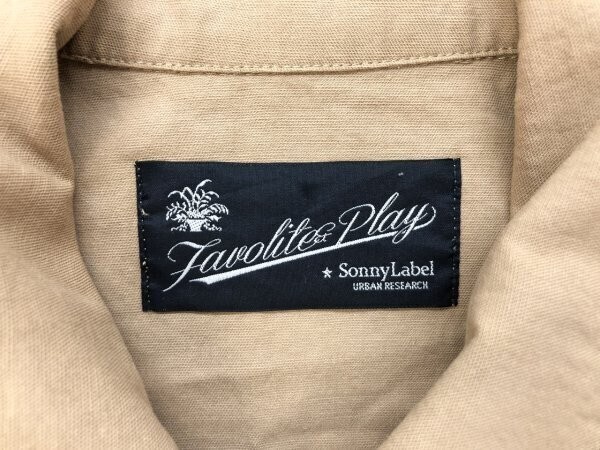 Favolite & Play
★ SonnyLabel
URBAN RESEARCH